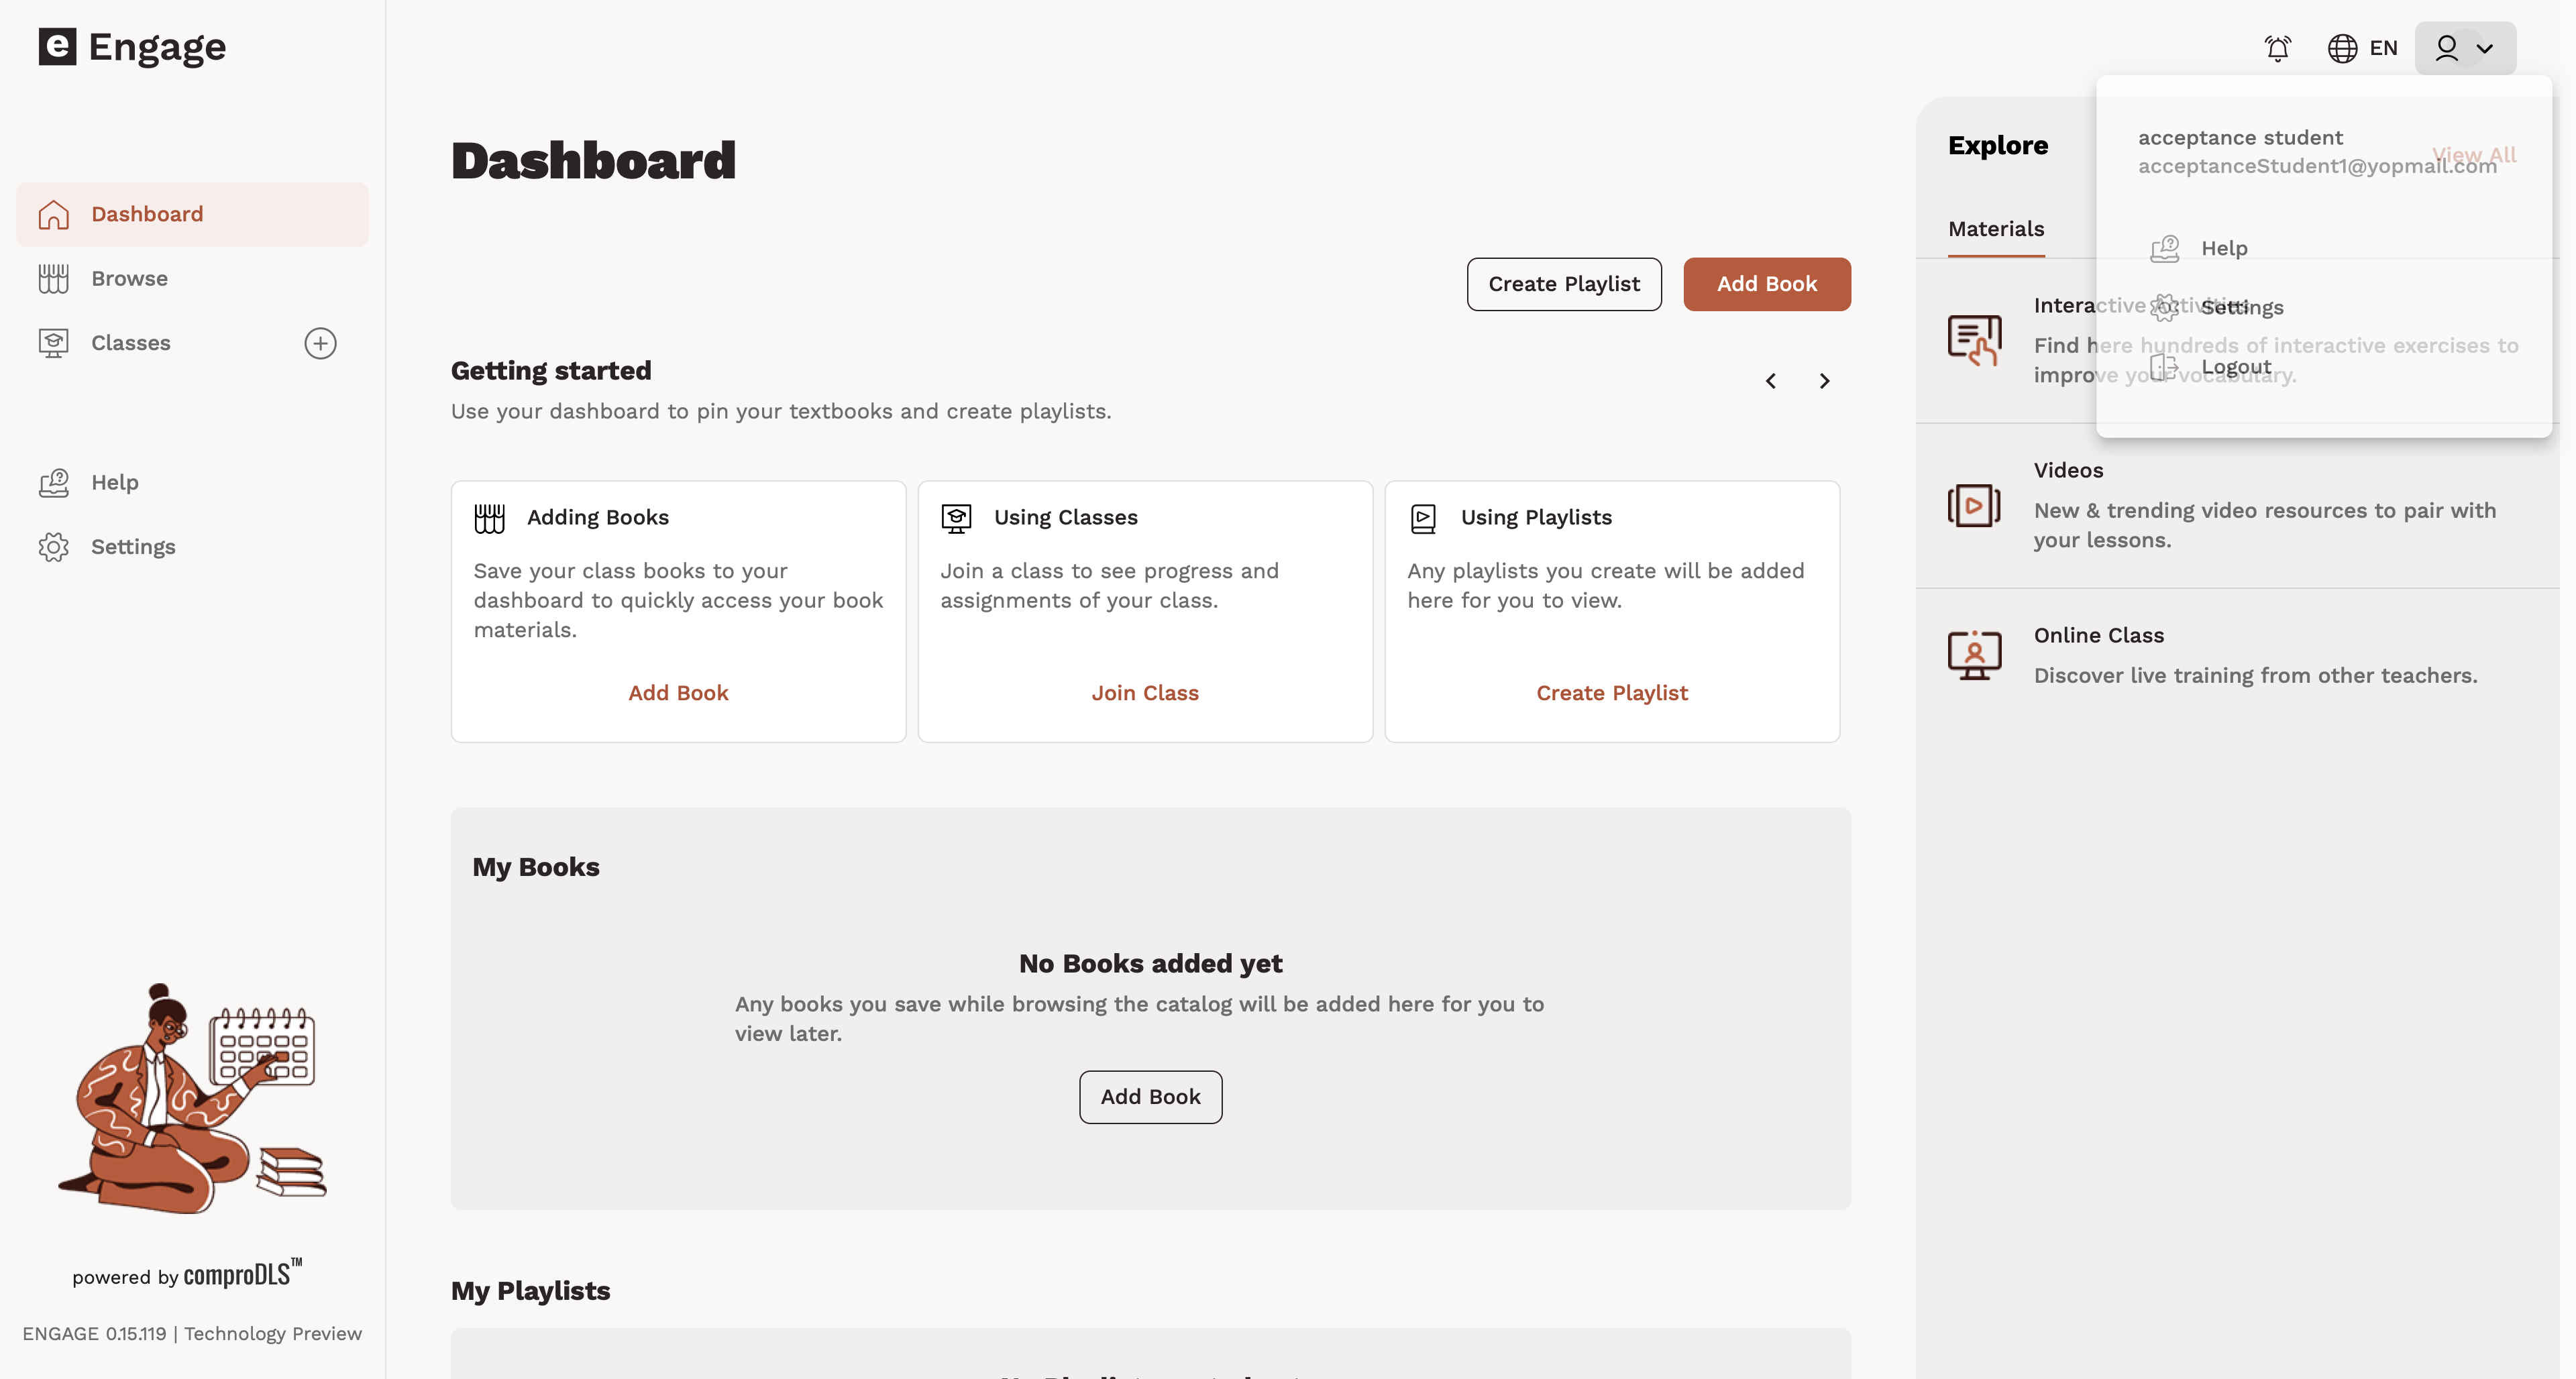 e Engage
EN
Dashboard
Browse
Classes
Help
Settings
powered by comproDLS™
ENGAGE 0.15.119 | Technology Preview
Dashboard
Create Playlist
Add Book
Getting started
Use your dashboard to pin your textbooks and create playlists.
Adding Books
Save your class books to your
dashboard to quickly access your book
materials.
Add Book
Using Classes
Join a class to see progress and
assignments of your class.
Join Class
Using Playlists
Any playlists you create will be added
here for you to view.
Create Playlist
My Books
No Books added yet
Any books you save while browsing the catalog will be added here for you to
view later.
Add Book
My Playlists
Explore
View All
Materials
Interactive Activities
Find here hundreds of interactive exercises to
improve your vocabulary.
Videos
New & trending video resources to pair with
your lessons.
Online Class
Discover live training from other teachers.
acceptance student
acceptanceStudent1@yopmail.com
Help
Settings
Logout